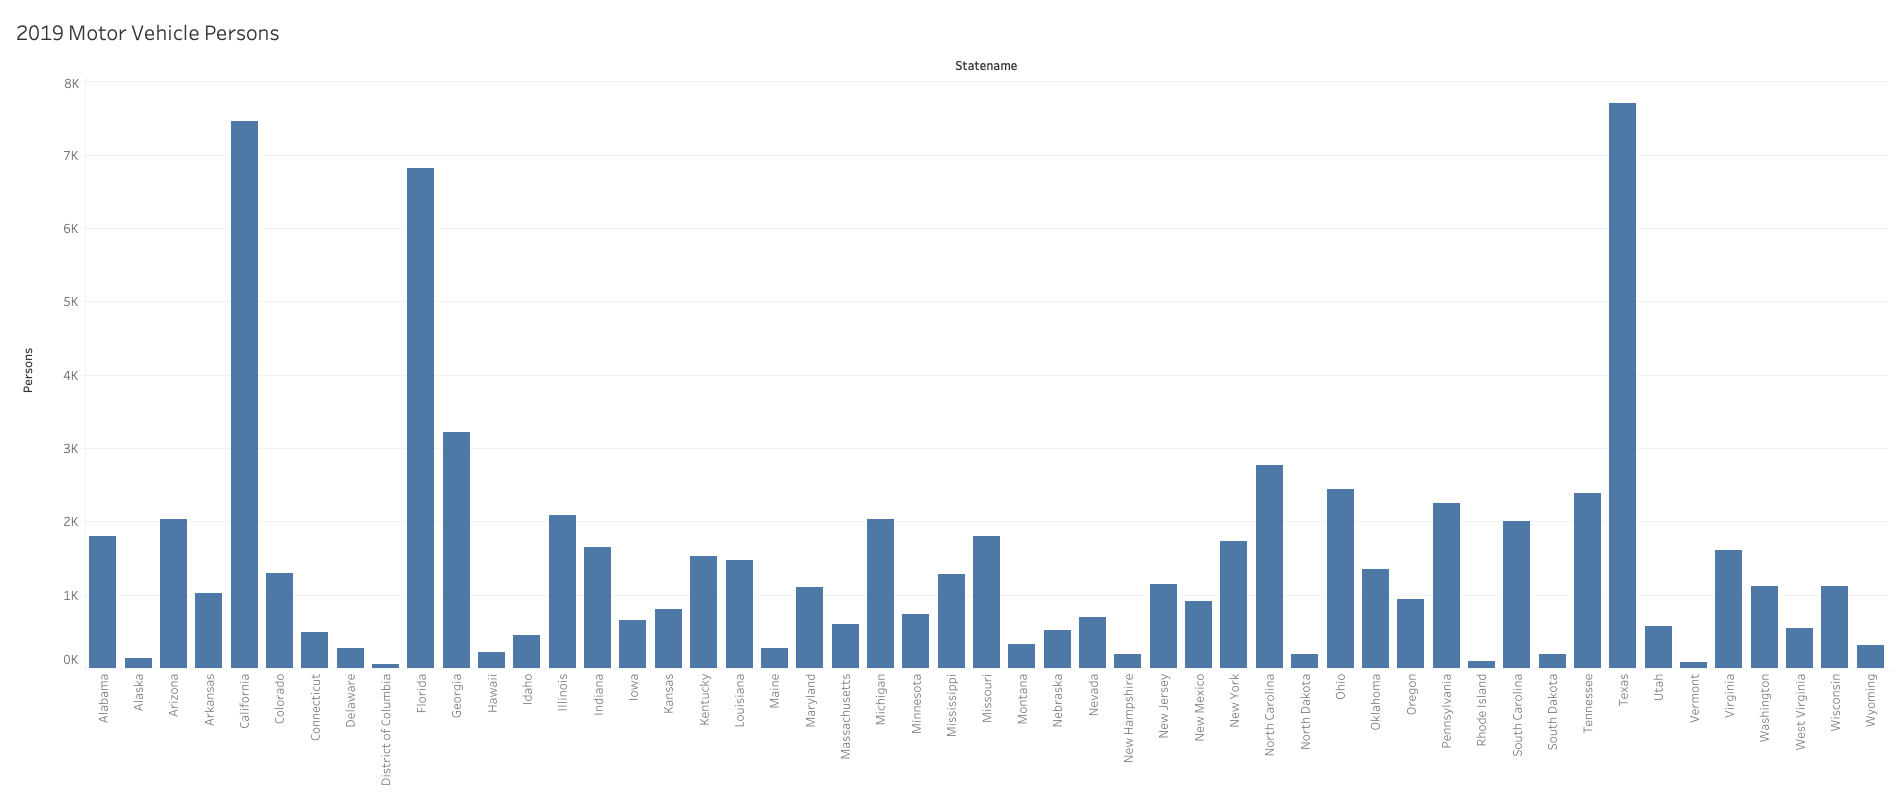 2019 Motor Vehicle Persons
Statename
8K
7K
6K
5K
4K
3K
2K
1K
0K
Persons
Alabama
Alaska
Arizona
Arkansas
California
Colorado
Connecticut
Delaware
District of Columbia
Florida
Georgia
Hawaii
Idaho
Illinois
Indiana
Iowa
Kansas
Kentucky
Louisiana
Maine
Maryland
Massachusetts
Michigan
Minnesota
Mississippi
Missouri
Montana
Nebraska
Nevada
New Hampshire
New Jersey
New Mexico
New York
North Carolina
North Dakota
Ohio
Oklahoma
Oregon
Pennsylvania
Rhode Island
South Carolina
South Dakota
Tennessee
Texas
Utah
Vermont
Virginia
Washington
West Virginia
Wisconsin
Wyoming